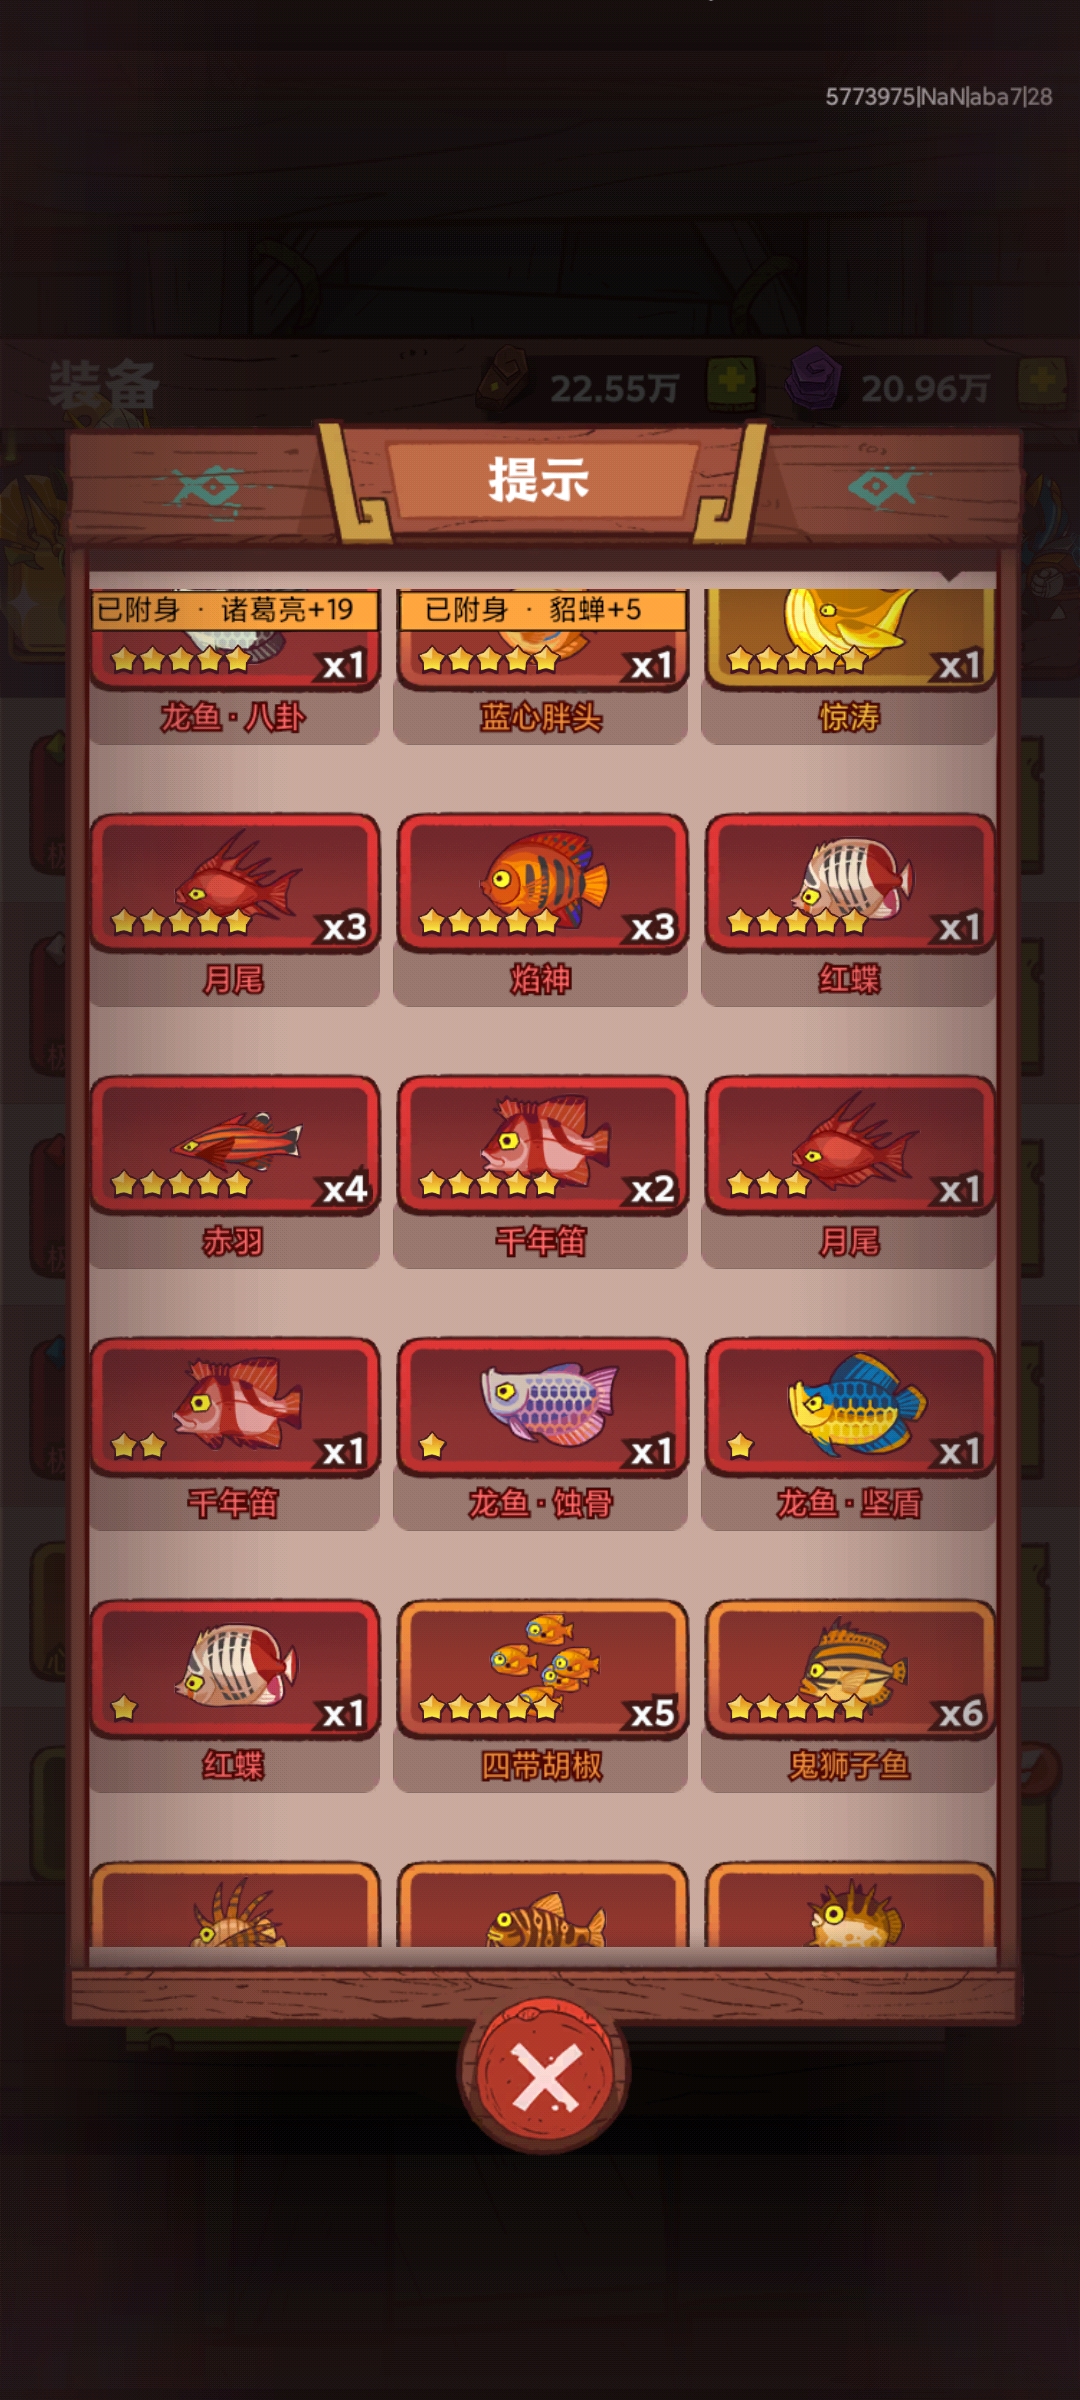 5773975|NaN|aba7|28
装备
22.55万
20.96万
提示
已附身 · 诸葛亮+19
已附身 · 貂蝉+5
x1
x1
x1
龙鱼·八卦
蓝心胖头
惊涛
x3
x3
x1
月尾
焰神
红蝶
x4
x2
x1
赤羽
千年笛
月尾
x1
x1
x1
千年笛
龙鱼·蚀骨
龙鱼·坚盾
x1
x5
x6
红蝶
四带胡椒
鬼狮子鱼